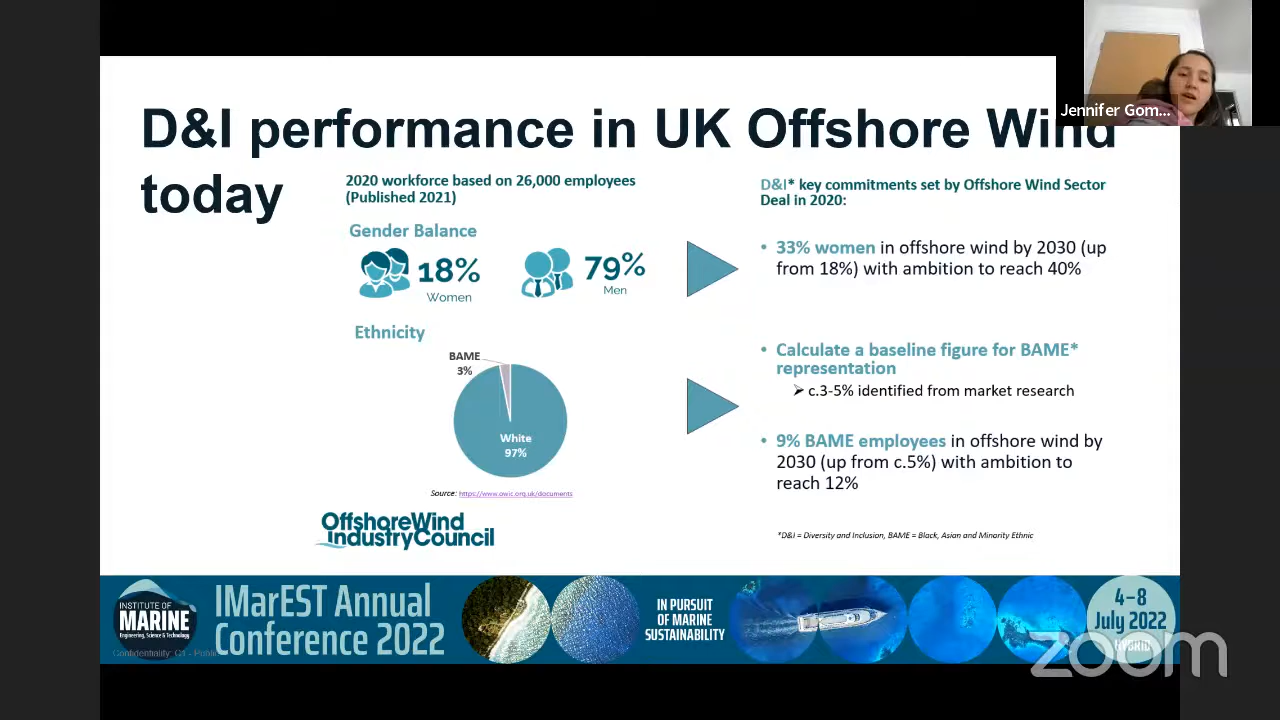 Jennifer Gom...
D&I performance in UK Offshore Wind
today
2020 workforce based on 26,000 employees
(Published 2021)
Gender Balance
18%
Women
79%
Men
Ethnicity
BAME
3%
White
97%
Source: https://www.owic.org.uk/documents
OffshoreWind
IndustryCouncil
D&I* key commitments set by Offshore Wind Sector
Deal in 2020:
• 33% women in offshore wind by 2030 (up
from 18%) with ambition to reach 40%
• Calculate a baseline figure for BAME*
representation
➢ c.3-5% identified from market research
• 9% BAME employees in offshore wind by
2030 (up from c.5%) with ambition to
reach 12%
*D&I = Diversity and Inclusion, BAME = Black, Asian and Minority Ethnic
INSTITUTE OF
MARINE
Engineering, Science & Technology
Confidentiality: C1 - Public
IMarEST Annual
Conference 2022
IN PURSUIT
OF MARINE
SUSTAINABILITY
4–8
July 2022
HYBRID
zoom